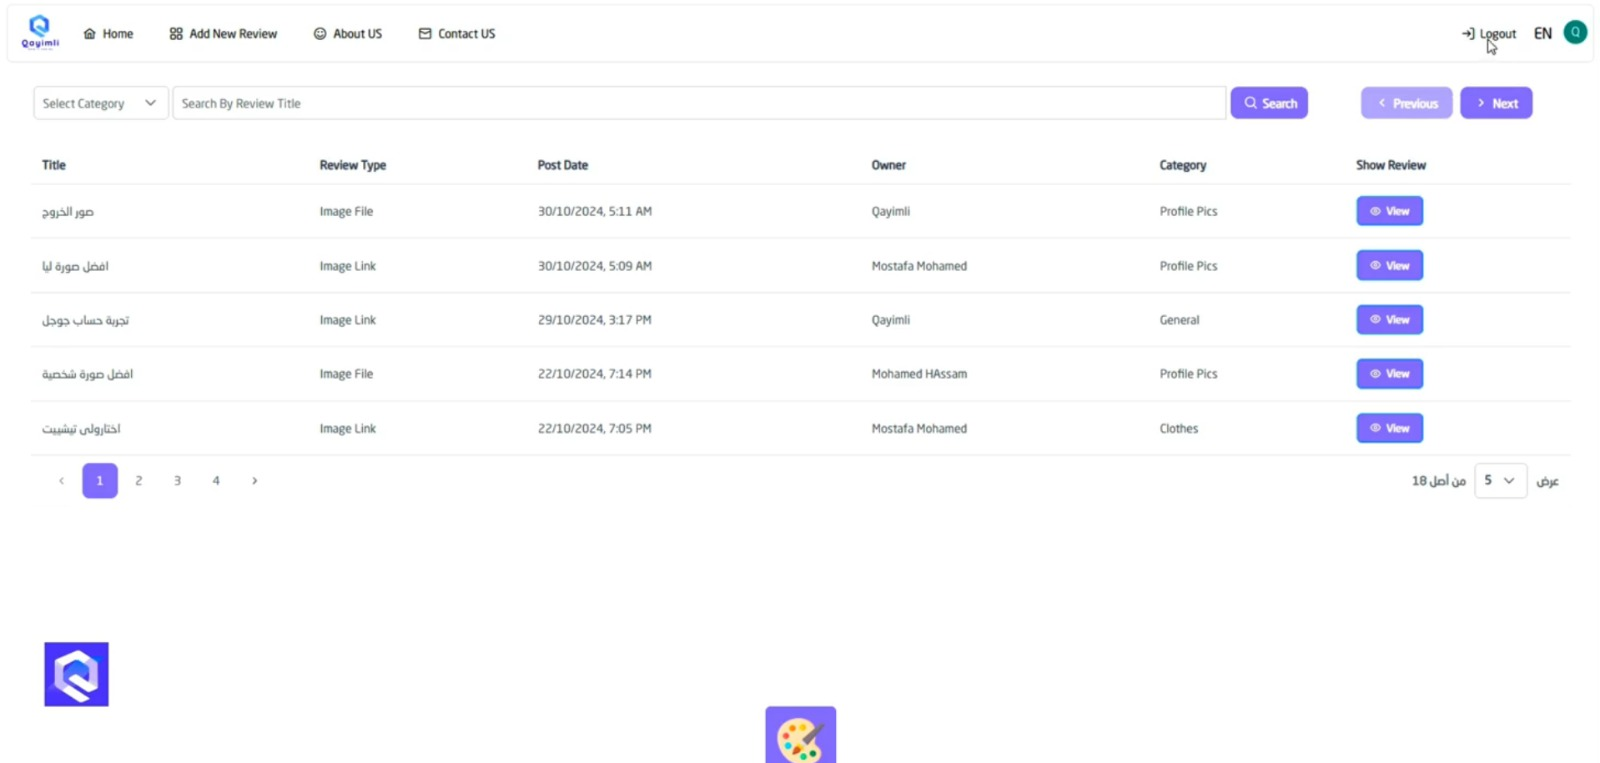 Qayimli
Home Add New Review About US Contact US Logout EN Q
Select Category Search By Review Title Search Previous Next
Title Review Type Post Date Owner Category Show Review
صور الخروج Image File 30/10/2024, 5:11 AM Qayimli Profile Pics View
افضل صورة ليا Image Link 30/10/2024, 5:09 AM Mostafa Mohamed Profile Pics View
تجربة حساب جوجل Image Link 29/10/2024, 3:17 PM Qayimli General View
افضل صورة شخصية Image File 22/10/2024, 7:14 PM Mohamed HAssam Profile Pics View
اختارولى تيشييت Image Link 22/10/2024, 7:05 PM Mostafa Mohamed Clothes View
1 2 3 4
عرض 5 من أصل 18